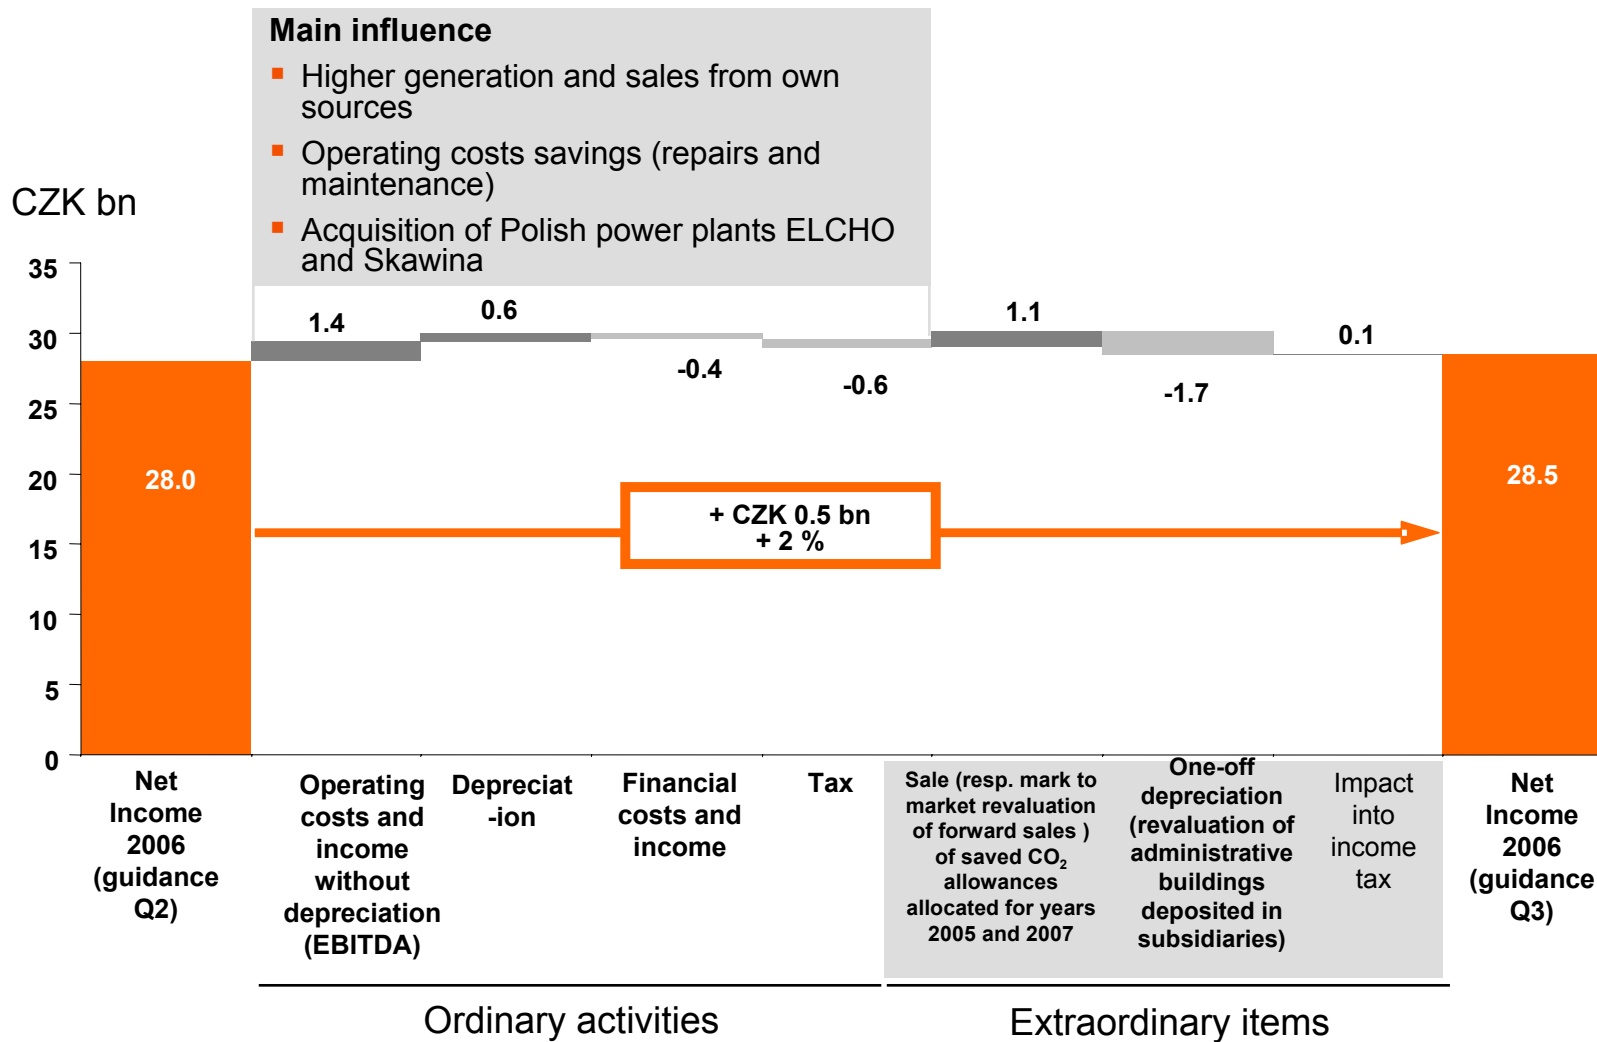 Main influence
Higher generation and sales from own
sources
Operating costs savings (repairs and
maintenance)
Acquisition of Polish power plants ELCHO
and Skawina
CZK bn
35
30
25
20
15
10
5
0
28.0
1.4
0.6
-0.4
-0.6
1.1
-1.7
0.1
28.5
+ CZK 0.5 bn
+ 2 %
Net
Income
2006
(guidance
Q2)
Operating
costs and
income
without
depreciation
(EBITDA)
Depreciat
-ion
Financial
costs and
income
Tax
Sale (resp. mark to
market revaluation
of forward sales )
of saved CO₂
allowances
allocated for years
2005 and 2007
One-off
depreciation
(revaluation of
administrative
buildings
deposited in
subsidiaries)
Impact
into
income
tax
Net
Income
2006
(guidance
Q3)
Ordinary activities
Extraordinary items